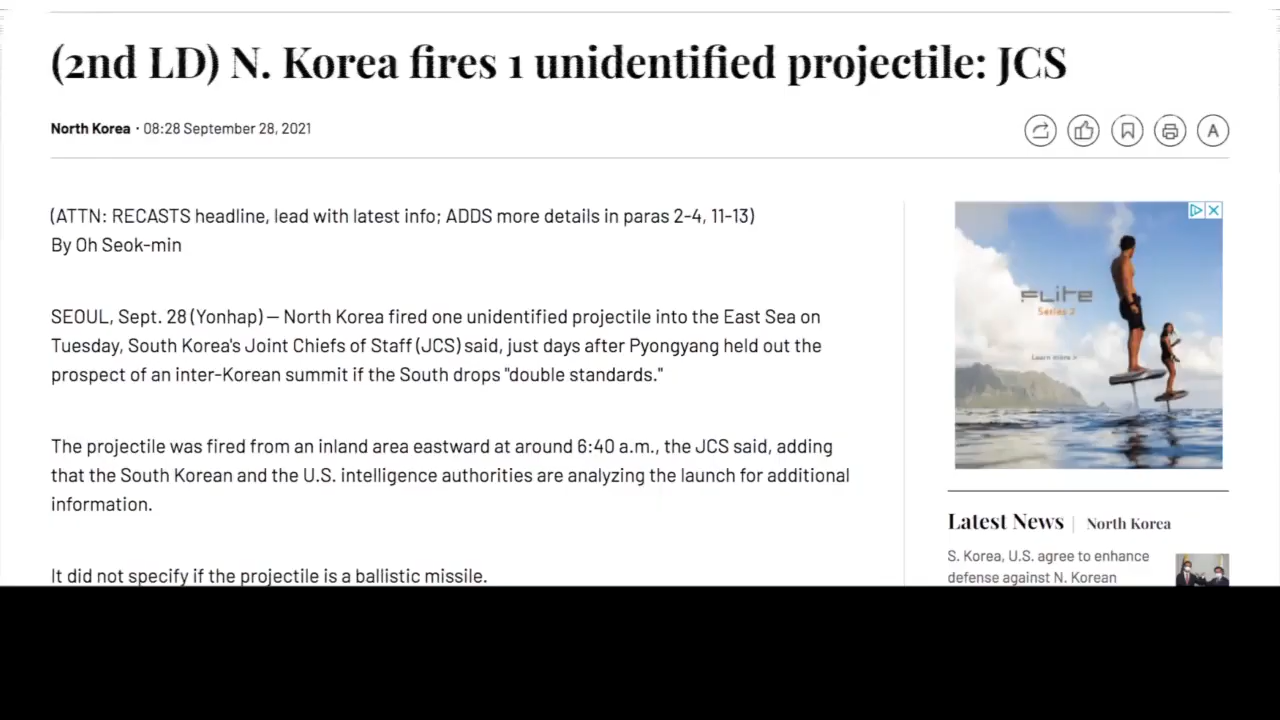 (2nd LD) N. Korea fires 1 unidentified projectile: JCS
North Korea · 08:28 September 28, 2021
A
(ATTN: RECASTS headline, lead with latest info; ADDS more details in paras 2-4, 11-13)
By Oh Seok-min
SEOUL, Sept. 28 (Yonhap) — North Korea fired one unidentified projectile into the East Sea on
Tuesday, South Korea's Joint Chiefs of Staff (JCS) said, just days after Pyongyang held out the
prospect of an inter-Korean summit if the South drops "double standards."
The projectile was fired from an inland area eastward at around 6:40 a.m., the JCS said, adding
that the South Korean and the U.S. intelligence authorities are analyzing the launch for additional
information.
It did not specify if the projectile is a ballistic missile.
FLITE
Series 2
Learn more >
Latest News | North Korea
S. Korea, U.S. agree to enhance
defense against N. Korean